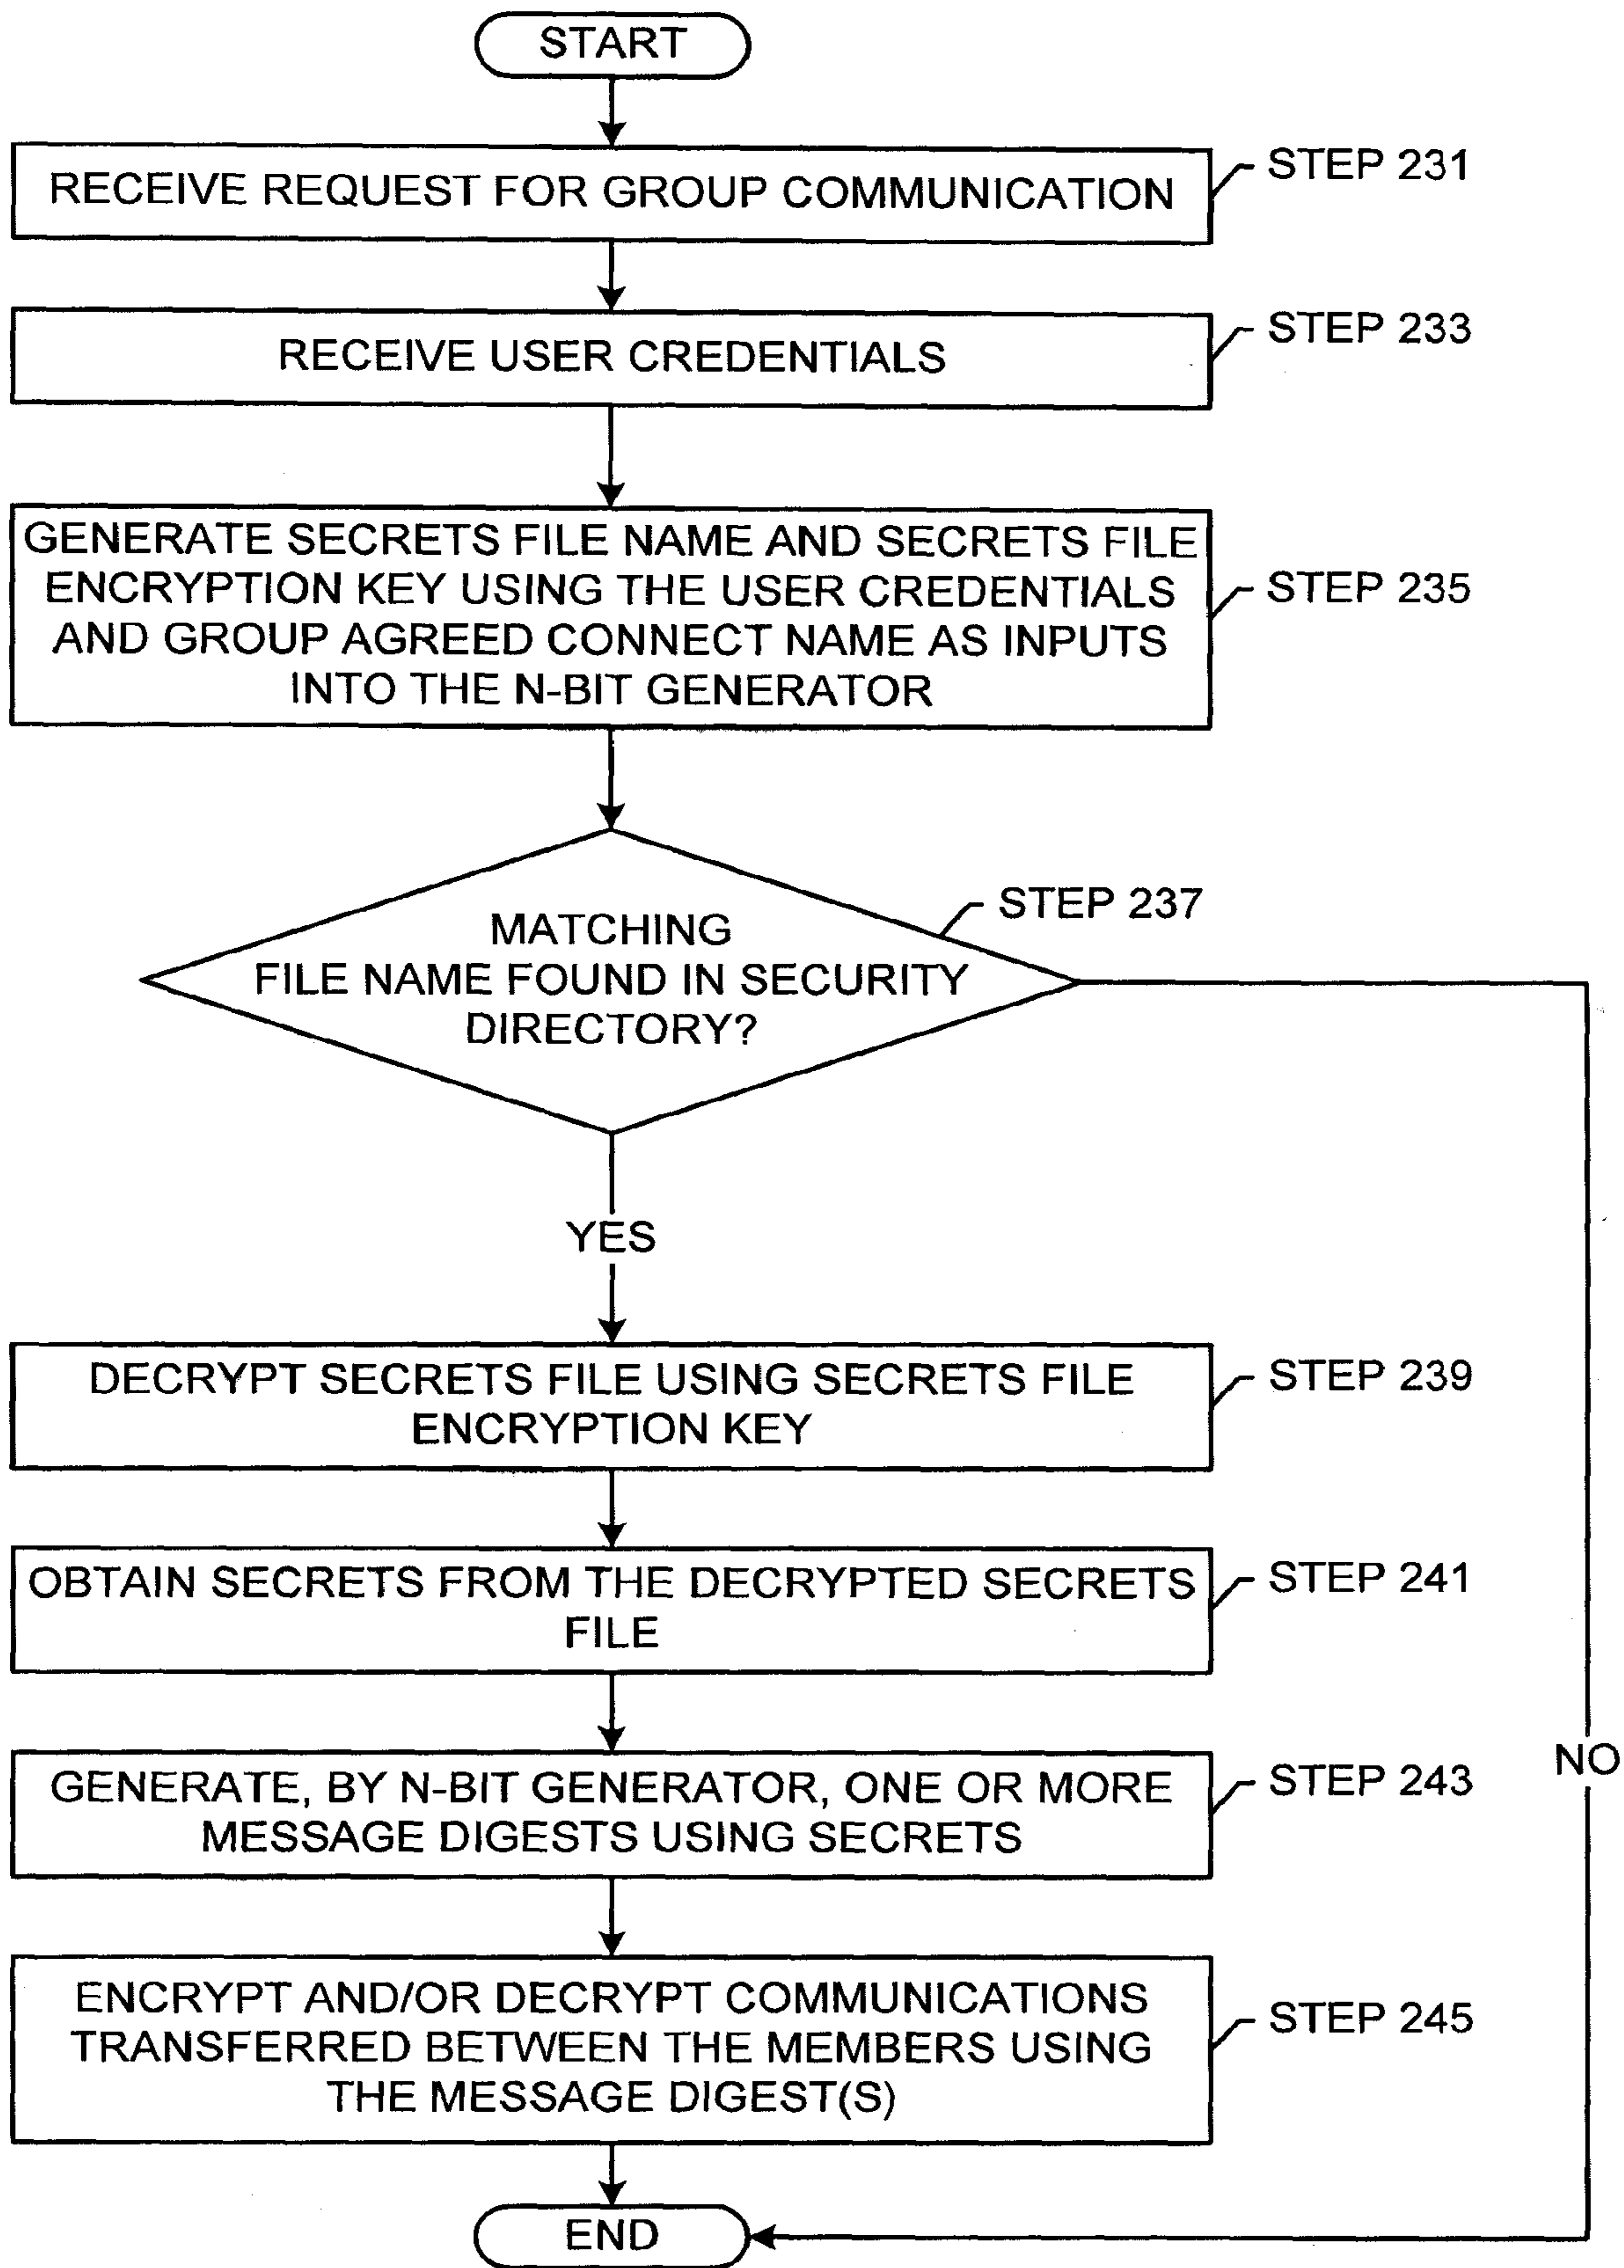 START
RECEIVE REQUEST FOR GROUP COMMUNICATION
STEP 231
RECEIVE USER CREDENTIALS
STEP 233
GENERATE SECRETS FILE NAME AND SECRETS FILE
ENCRYPTION KEY USING THE USER CREDENTIALS
AND GROUP AGREED CONNECT NAME AS INPUTS
INTO THE N-BIT GENERATOR
STEP 235
MATCHING
FILE NAME FOUND IN SECURITY
DIRECTORY?
STEP 237
YES
DECRYPT SECRETS FILE USING SECRETS FILE
ENCRYPTION KEY
STEP 239
OBTAIN SECRETS FROM THE DECRYPTED SECRETS
FILE
STEP 241
NO
GENERATE, BY N-BIT GENERATOR, ONE OR MORE
MESSAGE DIGESTS USING SECRETS
STEP 243
ENCRYPT AND/OR DECRYPT COMMUNICATIONS
TRANSFERRED BETWEEN THE MEMBERS USING
THE MESSAGE DIGEST(S)
STEP 245
END